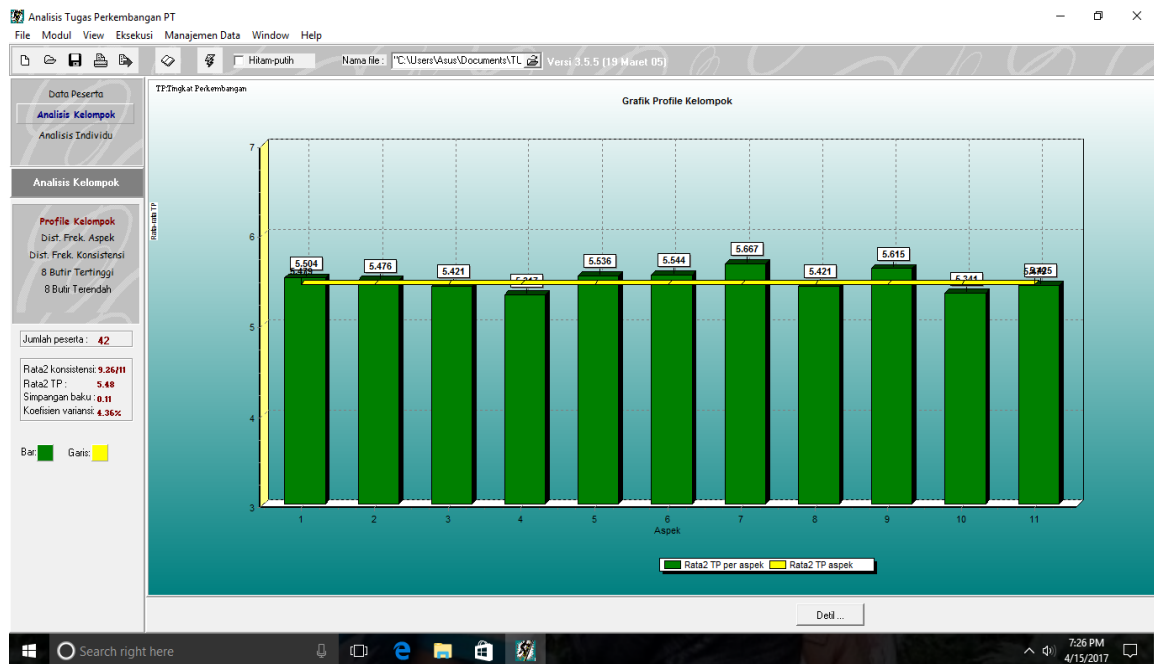 Analisis Tugas Perkembangan PT
File Modul View Eksekusi Manajemen Data Window Help
Hitam-putih Nama file : "C:\Users\Asus\Documents\TU Versi 3.5.5 (19 Maret 05)
Data Peserta
Analisis Kelompok
Analisis Individu
Analisis Kelompok
Profile Kelompok
Dist. Frek. Aspek
Dist. Frek. Konsistensi
8 Butir Tertinggi
8 Butir Terendah
Jumlah peserta : 42
Rata2 konsistensi: 9.26/11
Rata2 TP : 5.48
Simpangan baku : 0.11
Koefisien variansi: 4.36%
Bar: Garis:
TP:Tingkat Perkembangan
Grafik Profile Kelompok
Rata-rata TP
7
6
5
4
3
5.504 5.476 5.421 5.536 5.544 5.667 5.421 5.615
1 2 3 4 5 6 7 8 9 10 11
Aspek
Rata2 TP per aspek Rata2 TP aspek
Detil ...
Search right here
7:26 PM
4/15/2017